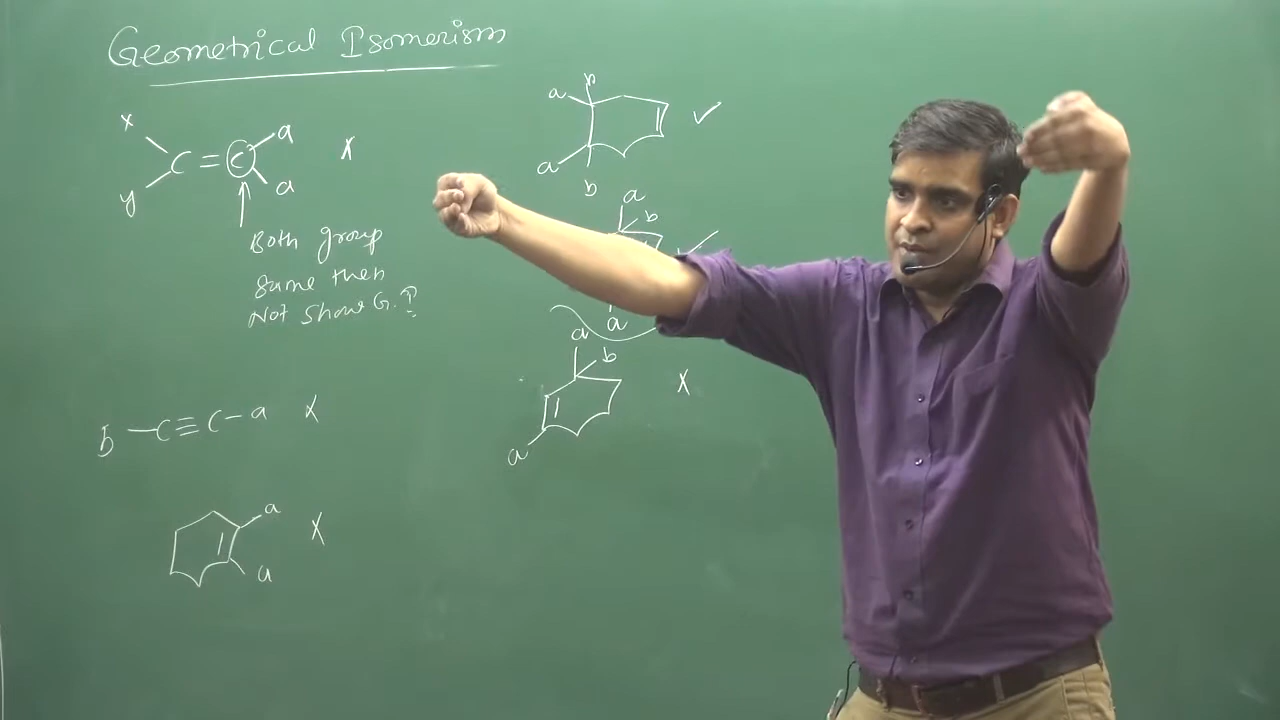 Geometrical Isomerism
x
y
C = C
a
a
X
Both group
same then
Not Show G.I
b - C ≡ C - a X
a
a
X
a
b
a
b
✓
a
b
✓
a
a
b
a
X